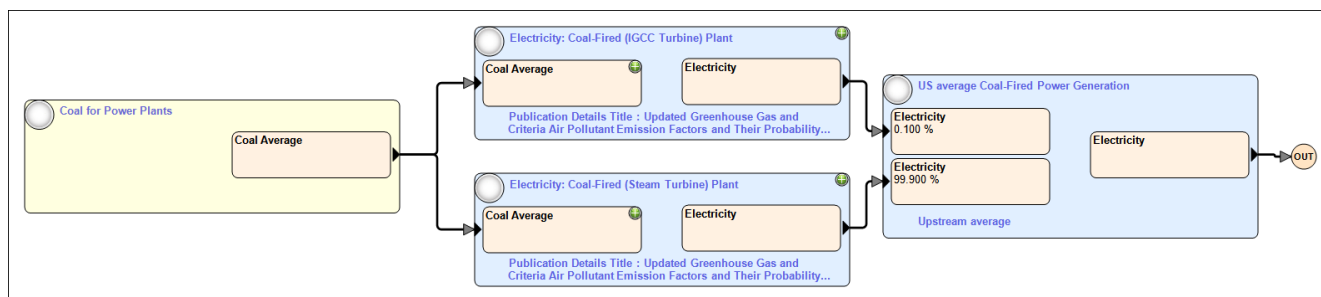 Coal for Power Plants
Coal Average
Electricity: Coal-Fired (IGCC Turbine) Plant
Coal Average
Electricity
Publication Details Title : Updated Greenhouse Gas and
Criteria Air Pollutant Emission Factors and Their Probability...
Electricity: Coal-Fired (Steam Turbine) Plant
Coal Average
Electricity
Publication Details Title : Updated Greenhouse Gas and
Criteria Air Pollutant Emission Factors and Their Probability...
US average Coal-Fired Power Generation
Electricity
0.100 %
Electricity
99.900 %
Electricity
Upstream average
OUT